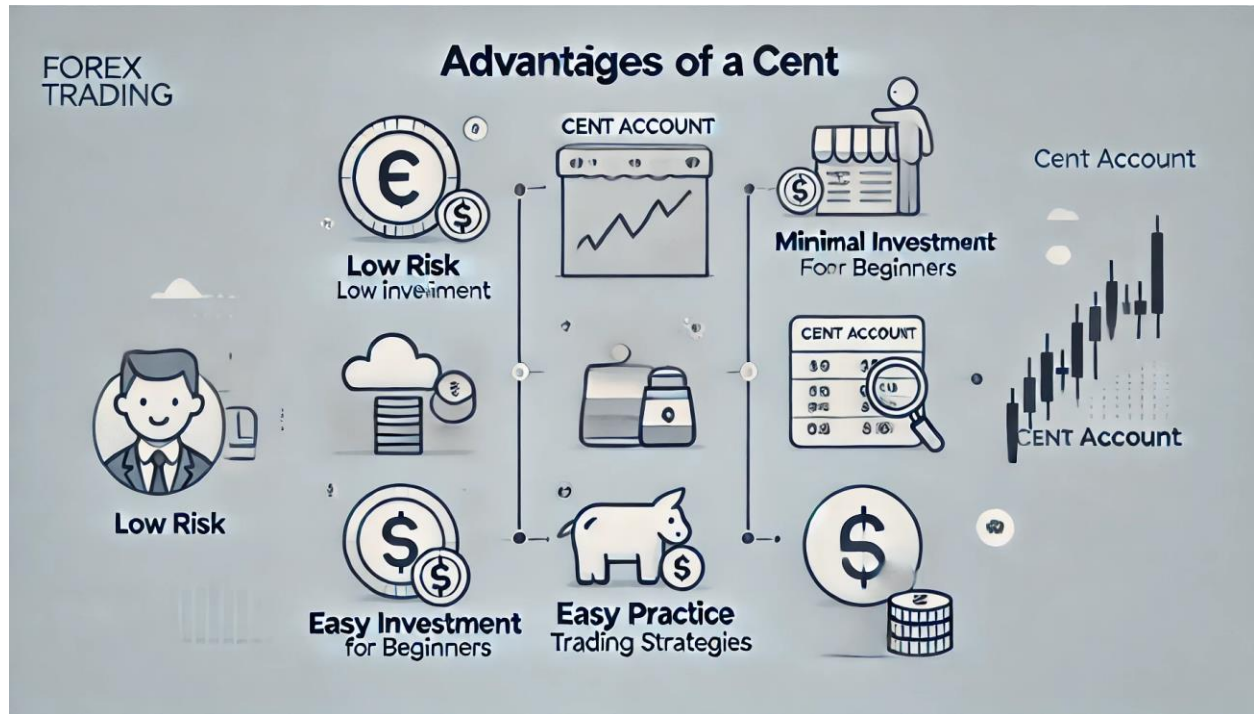 FOREX
TRADING
Advantages of a Cent
CENT ACCOUNT
Cent Account
Low Risk
Low
Minimal Investment
Foor Beginners
CENT ACCOUNT
CENT Account
Low Risk
Easy Investment
for Beginners
Easy Practice
Trading Strategies